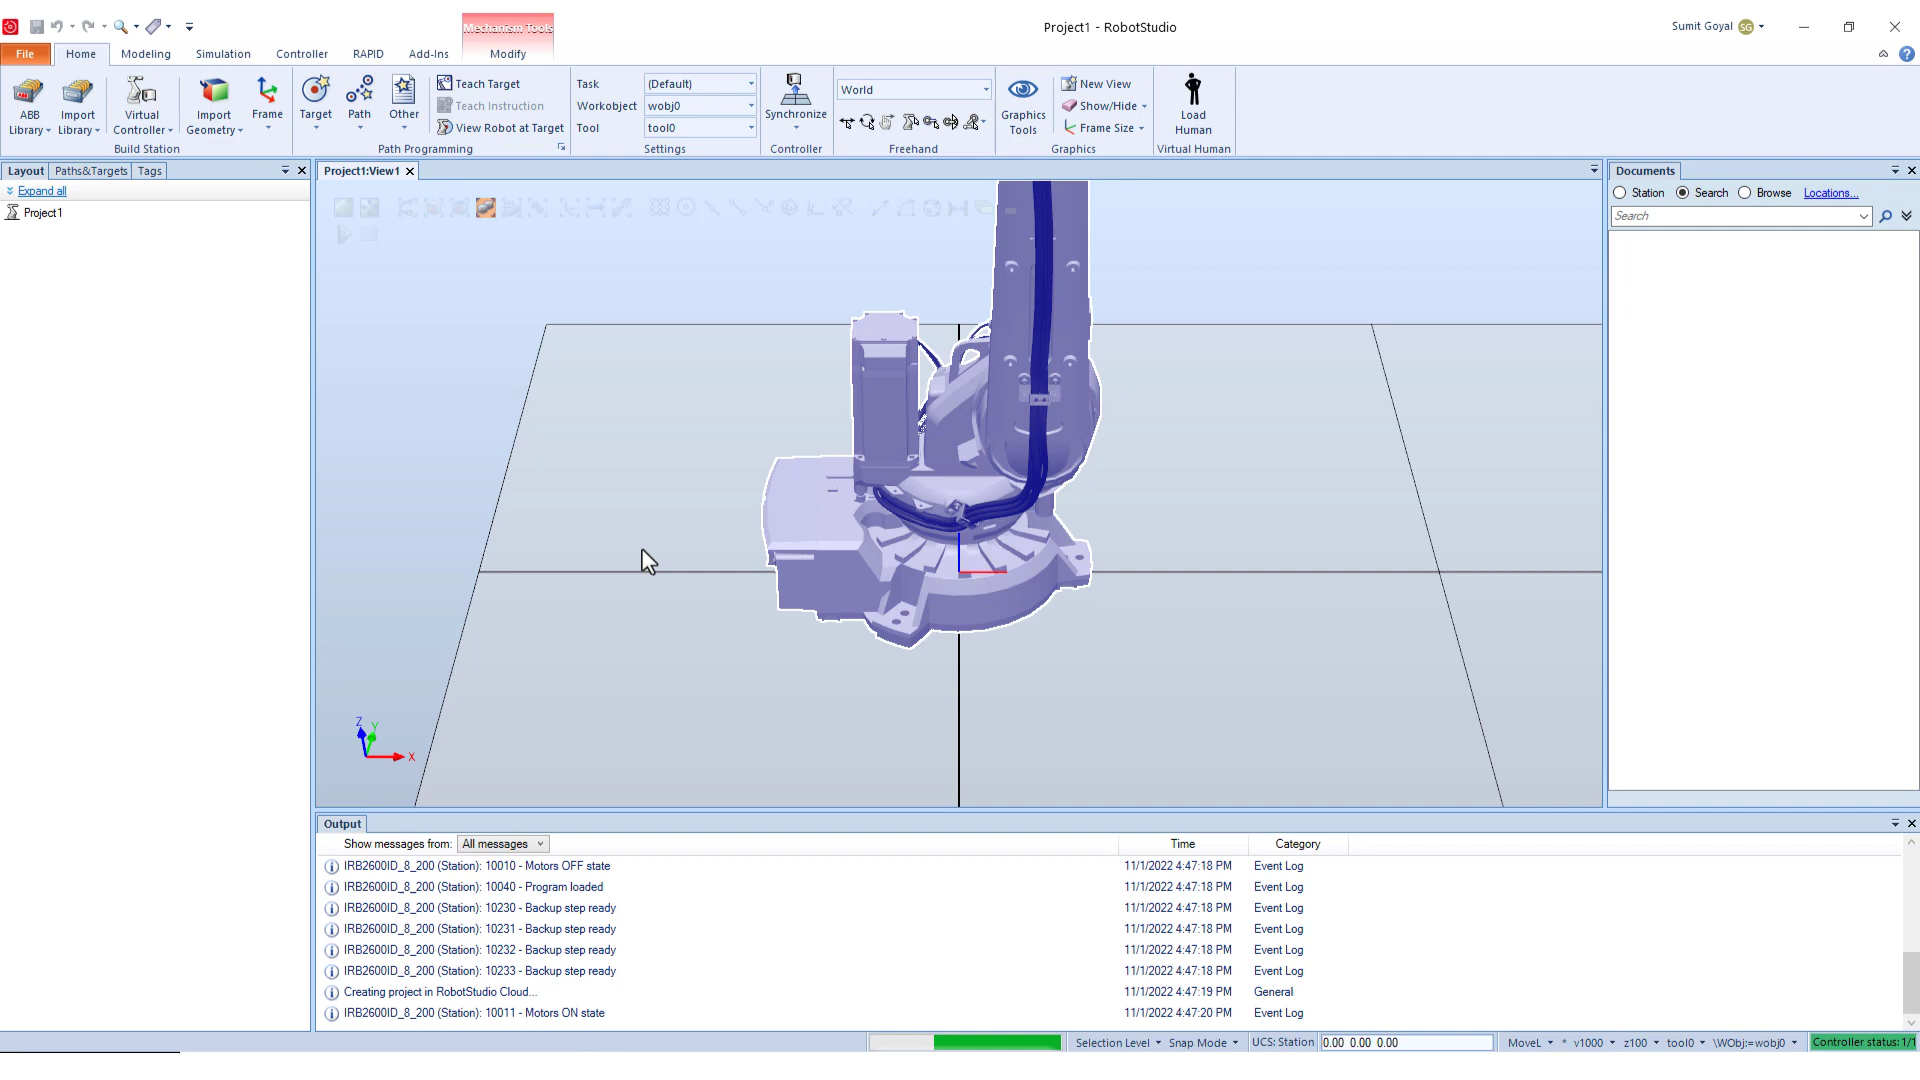 Mechanism Tools
Project1 - RobotStudio
Sumit Goyal
SG
File
Home
Modeling
Simulation
Controller
RAPID
Add-Ins
Modify
ABB Library
Import Library
Virtual Controller
Import Geometry
Frame
Build Station
Target
Path
Other
Teach Target
Teach Instruction
View Robot at Target
Path Programming
Task
(Default)
Workobject
wobj0
Tool
tool0
Settings
Synchronize
Controller
World
Freehand
Graphics Tools
New View
Show/Hide
Frame Size
Graphics
Load Human
Virtual Human
Layout
Paths&Targets
Tags
Expand all
Project1
Project1:View1
Z
Y
X
Documents
Station
Search
Browse
Locations...
Search
Output
Show messages from:
All messages
Time
Category
IRB2600ID_8_200 (Station): 10010 - Motors OFF state 11/1/2022 4:47:18 PM Event Log
IRB2600ID_8_200 (Station): 10040 - Program loaded 11/1/2022 4:47:18 PM Event Log
IRB2600ID_8_200 (Station): 10230 - Backup step ready 11/1/2022 4:47:18 PM Event Log
IRB2600ID_8_200 (Station): 10231 - Backup step ready 11/1/2022 4:47:18 PM Event Log
IRB2600ID_8_200 (Station): 10232 - Backup step ready 11/1/2022 4:47:18 PM Event Log
IRB2600ID_8_200 (Station): 10233 - Backup step ready 11/1/2022 4:47:18 PM Event Log
Creating project in RobotStudio Cloud... 11/1/2022 4:47:19 PM General
IRB2600ID_8_200 (Station): 10011 - Motors ON state 11/1/2022 4:47:20 PM Event Log
Selection Level
Snap Mode
UCS: Station
0.00 0.00 0.00
MoveL * v1000 z100 tool0 \WObj:=wobj0
Controller status: 1/1